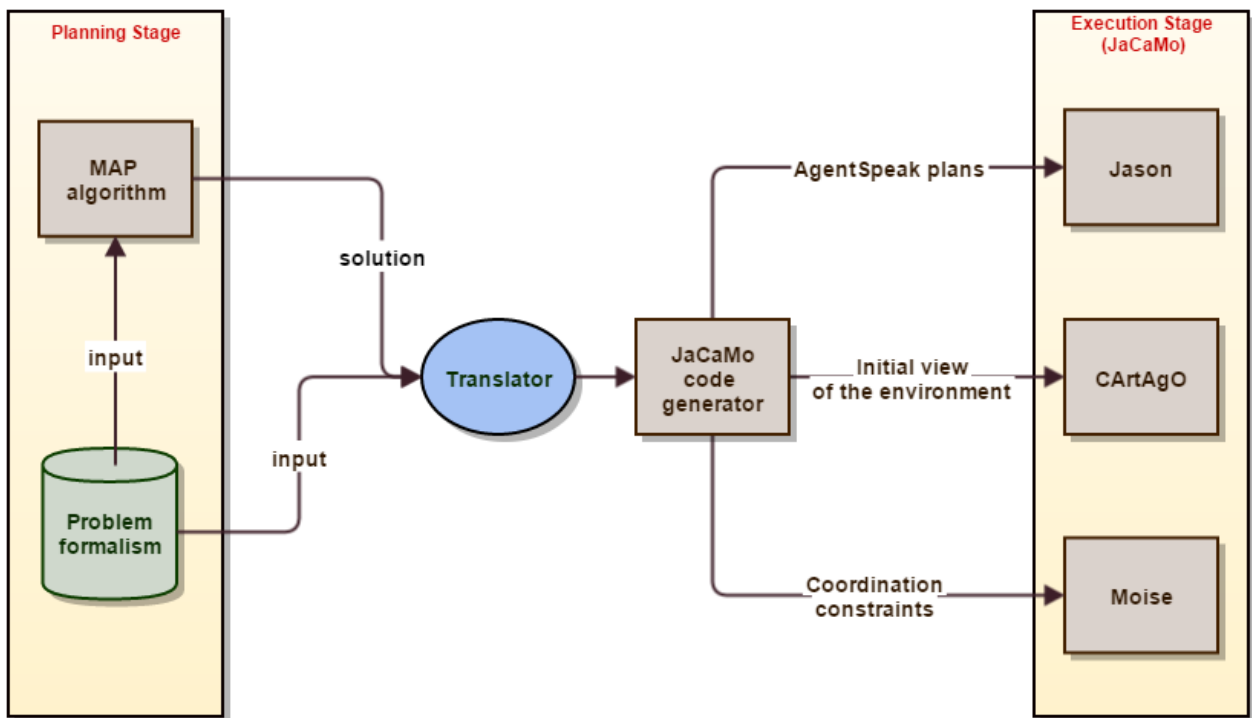 Planning Stage
MAP
algorithm
input
Problem
formalism
solution
input
Translator
JaCaMo
code
generator
AgentSpeak plans
Initial view
of the environment
Coordination
constraints
Execution Stage
(JaCaMo)
Jason
CArtAgO
Moise